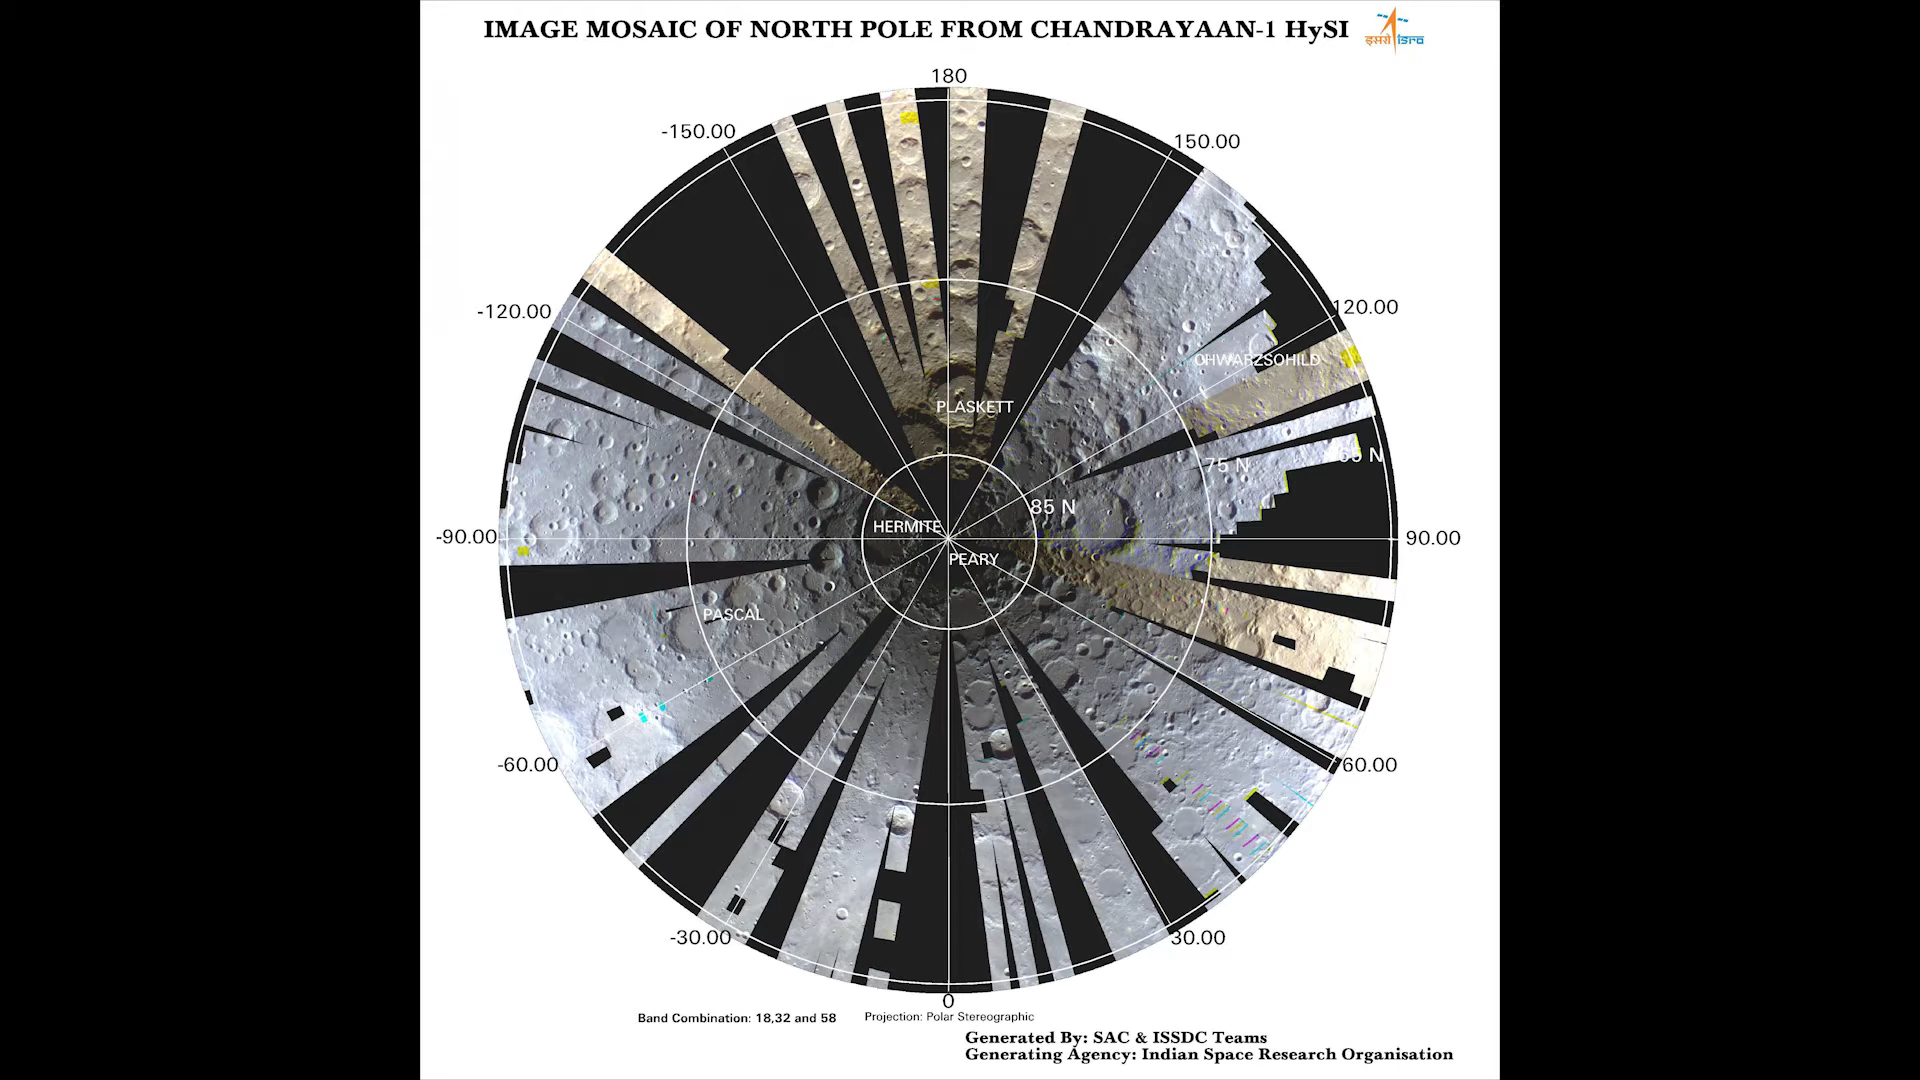 IMAGE MOSAIC OF NORTH POLE FROM CHANDRAYAAN-1 HySI
इसरो isro
180
-150.00
150.00
-120.00
120.00
CHWARZSOHILD
PLASKETT
65 N
75 N
85 N
HERMITE
-90.00
90.00
PEARY
PASCAL
-60.00
60.00
-30.00
30.00
0
Band Combination: 18,32 and 58
Projection: Polar Stereographic
Generated By: SAC & ISSDC Teams
Generating Agency: Indian Space Research Organisation